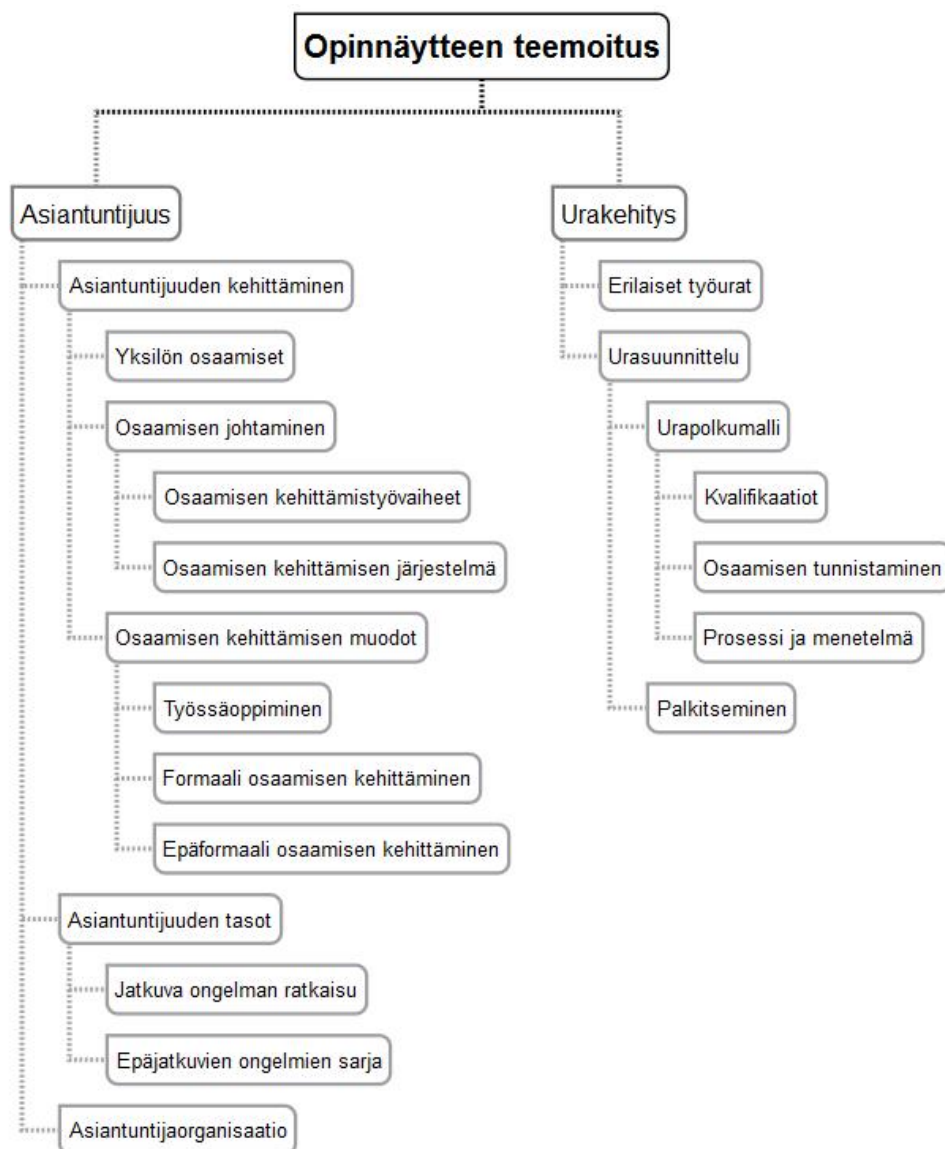 Opinnäytteen teemoitus
Asiantuntijuus
Asiantuntijuuden kehittäminen
Yksilön osaamiset
Osaamisen johtaminen
Osaamisen kehittämistyövaiheet
Osaamisen kehittämisen järjestelmä
Osaamisen kehittämisen muodot
Työssäoppiminen
Formaali osaamisen kehittäminen
Epäformaali osaamisen kehittäminen
Asiantuntijuuden tasot
Jatkuva ongelman ratkaisu
Epäjatkuvien ongelmien sarja
Asiantuntijaorganisaatio
Urakehitys
Erilaiset työurat
Urasuunnittelu
Urapolkumalli
Kvalifikaatiot
Osaamisen tunnistaminen
Prosessi ja menetelmä
Palkitseminen